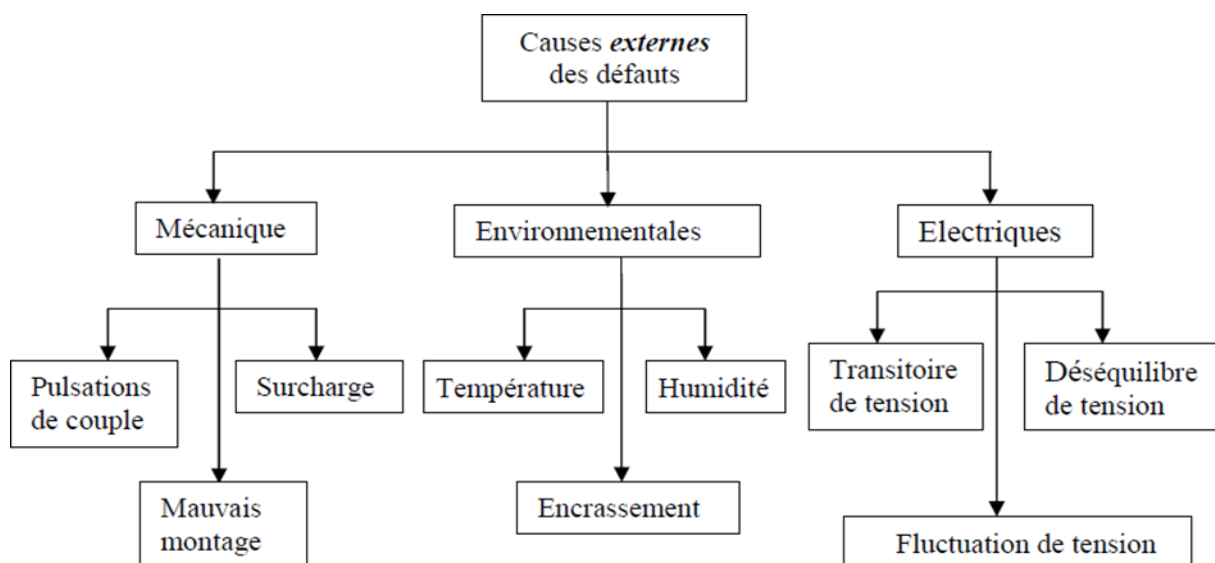 Causes externes
des défauts
Mécanique
Environnementales
Electriques
Pulsations
de couple
Surcharge
Température
Humidité
Transitoire
de tension
Déséquilibre
de tension
Mauvais
montage
Encrassement
Fluctuation de tension